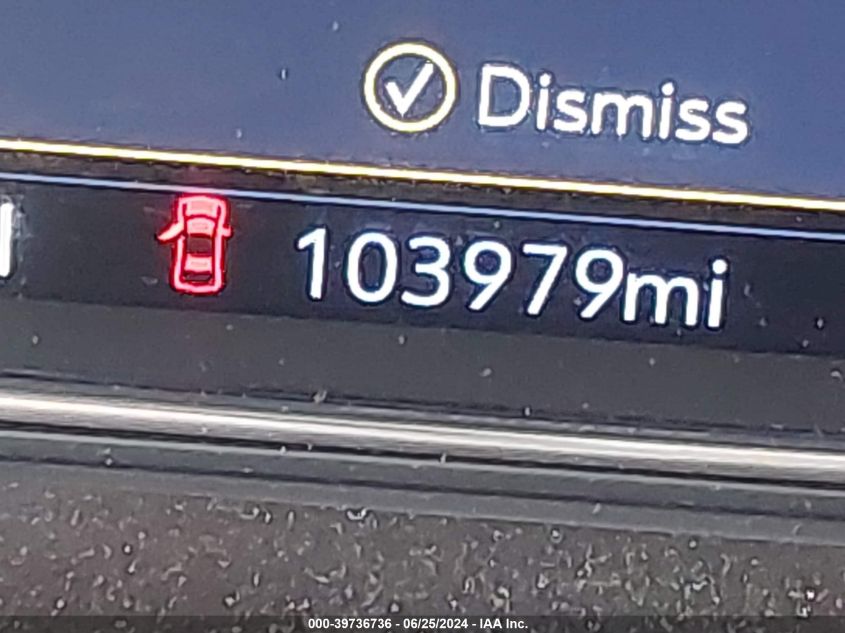 Dismiss
103979mi
000-39736736 - 06/25/2024 - IAA Inc.